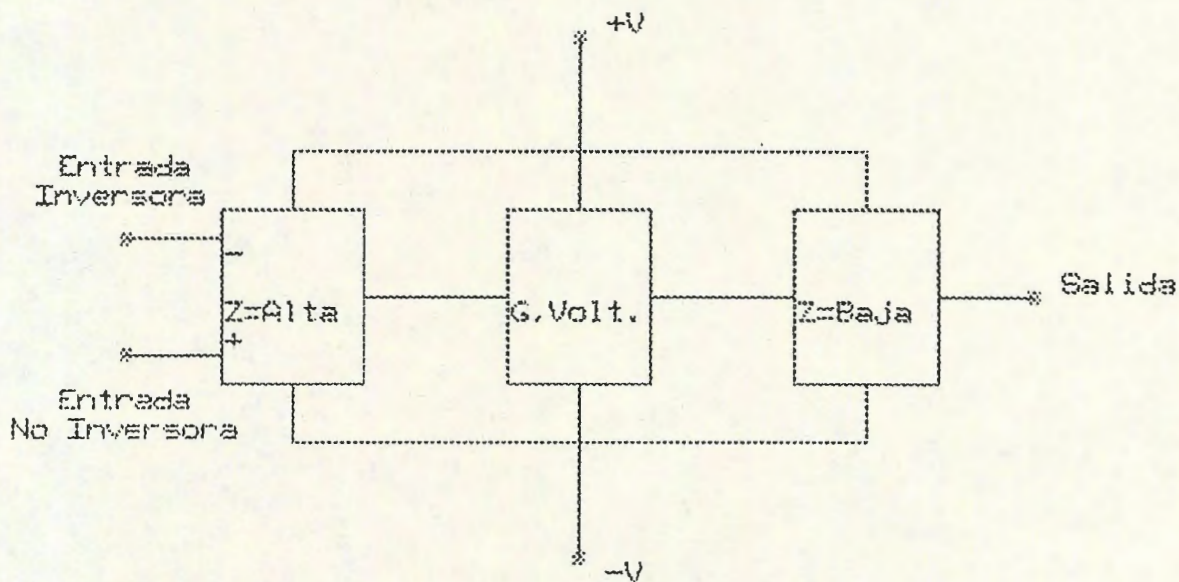 +V
Entrada
Inversora
-
Z=Alta
+
G.Volt.
Z=Baja
Salida
Entrada
No Inversora
-V